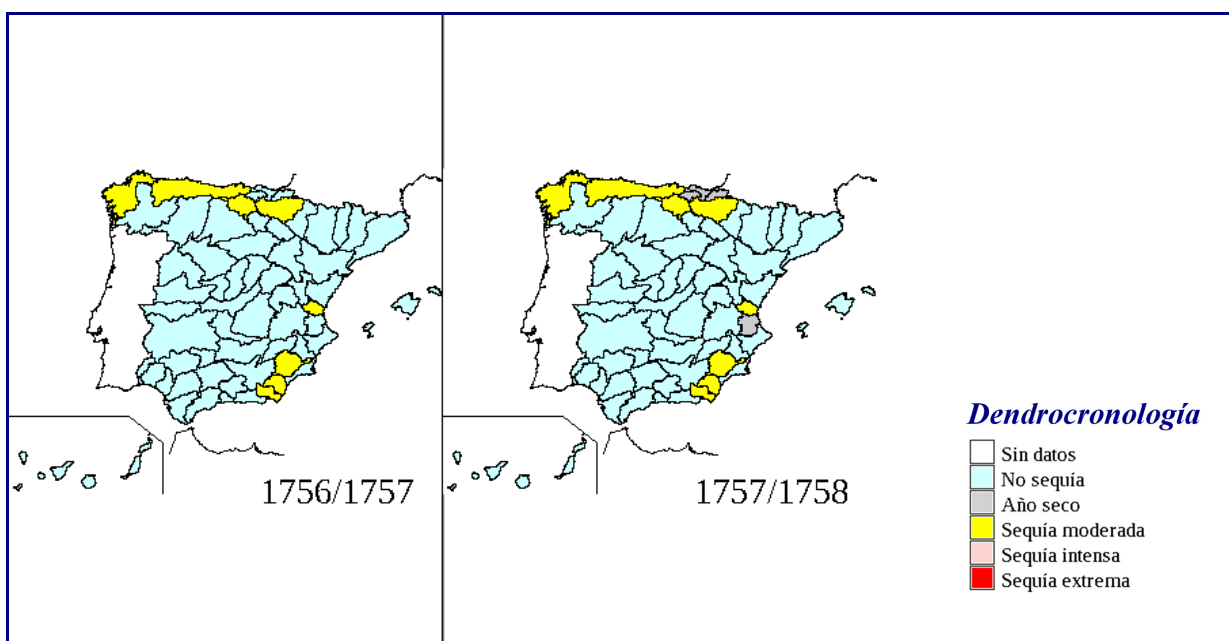 1756/1757
1757/1758
Dendrocronología
Sin datos
No sequía
Año seco
Sequía moderada
Sequía intensa
Sequía extrema